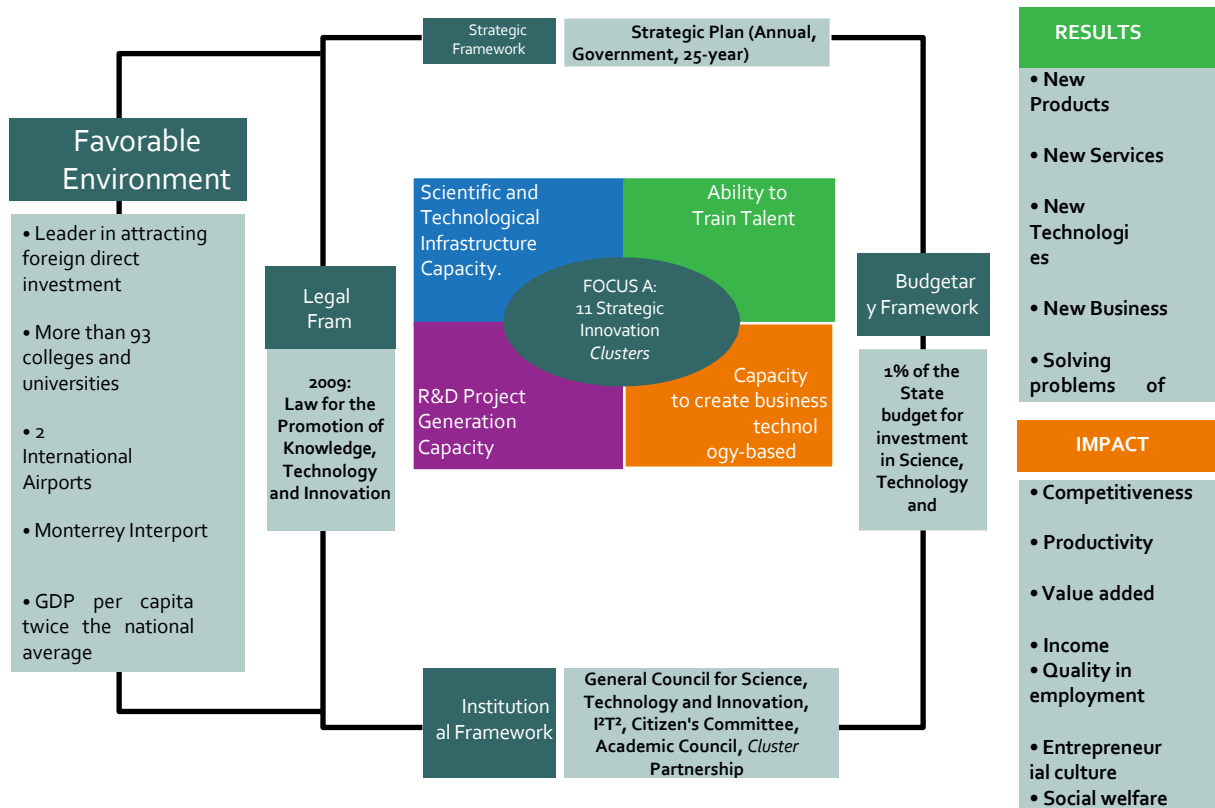 Strategic
Framework
Strategic Plan (Annual,
Government, 25-year)
Favorable
Environment
• Leader in attracting
foreign direct
investment
• More than 93
colleges and
universities
• 2
International
Airports
• Monterrey Interport
• GDP per capita
twice the national
average
Legal
Fram
2009:
Law for the
Promotion of
Knowledge,
Technology
and Innovation
Scientific and
Technological
Infrastructure
Capacity.
Ability to
Train Talent
FOCUS A:
11 Strategic
Innovation
Clusters
R&D Project
Generation
Capacity
Capacity
to create business
technol
ogy-based
Budgetar
y Framework
1% of the
State
budget for
investment
in Science,
Technology
and
Institution
al Framework
General Council for Science,
Technology and Innovation,
I²T², Citizen's Committee,
Academic Council, Cluster
Partnership
RESULTS
• New
Products
• New Services
• New
Technologi
es
• New Business
• Solving
problems of
IMPACT
• Competitiveness
• Productivity
• Value added
• Income
• Quality in
employment
• Entrepreneur
ial culture
• Social welfare